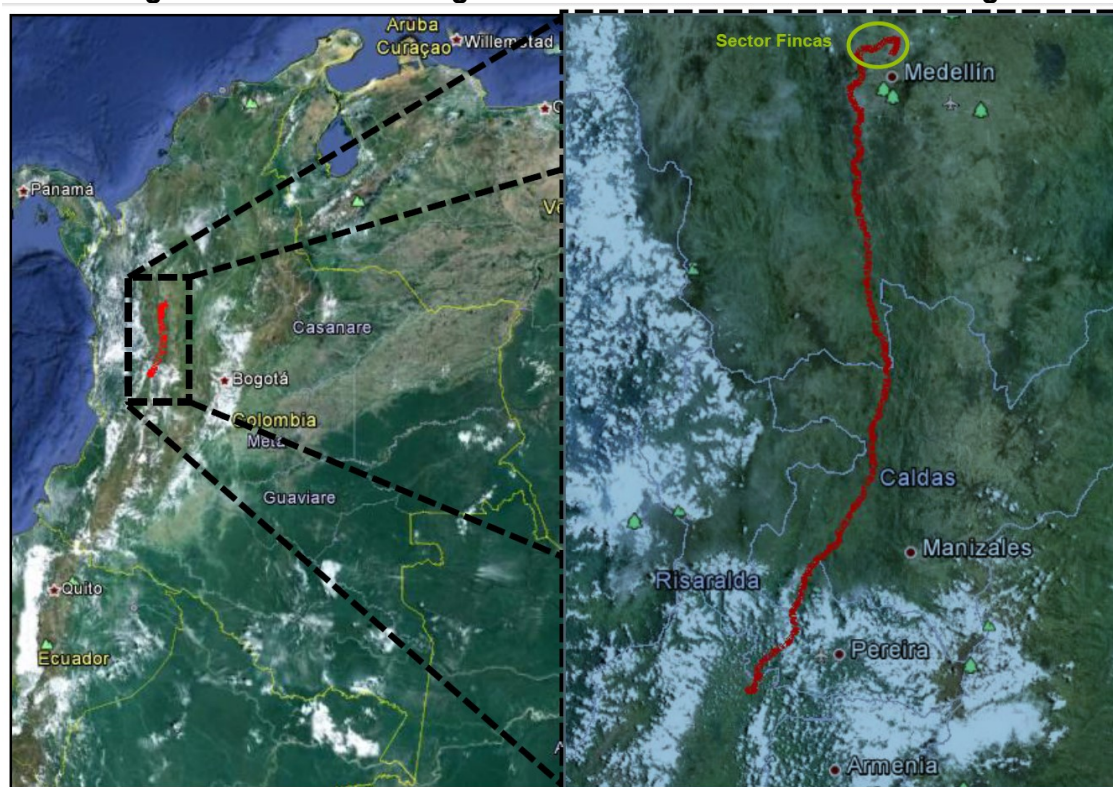 Aruba
Curaçao
Willemstad
Panamá
Casanare
Bogotá
Colombia
Meta
Guaviare
Quito
Ecuador
Sector Fincas
Medellín
Caldas
Manizales
Risaralda
Pereira
Armenia